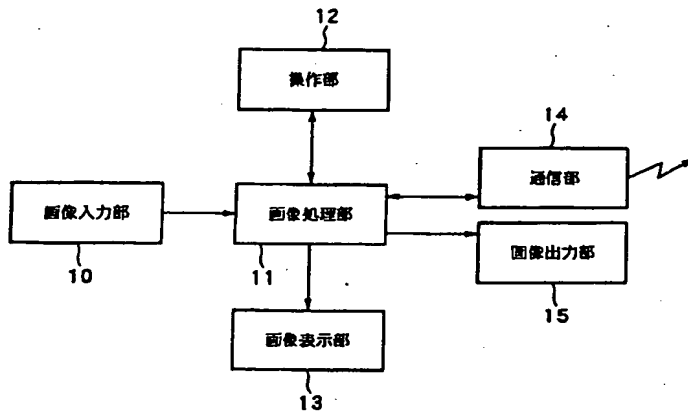 12
操作部
14
通信部
画像入力部
10
画像処理部
11
画像出力部
15
画像表示部
13